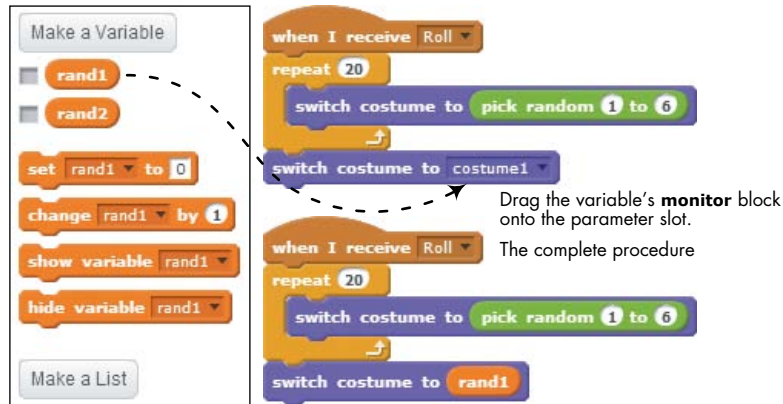 Make a Variable
rand1
rand2
set rand1 to 0
change rand1 by 1
show variable rand1
hide variable rand1
Make a List
when I receive Roll
repeat 20
switch costume to pick random 1 to 6
switch costume to costume1
Drag the variable's monitor block
onto the parameter slot.
The complete procedure
when I receive Roll
repeat 20
switch costume to pick random 1 to 6
switch costume to rand1